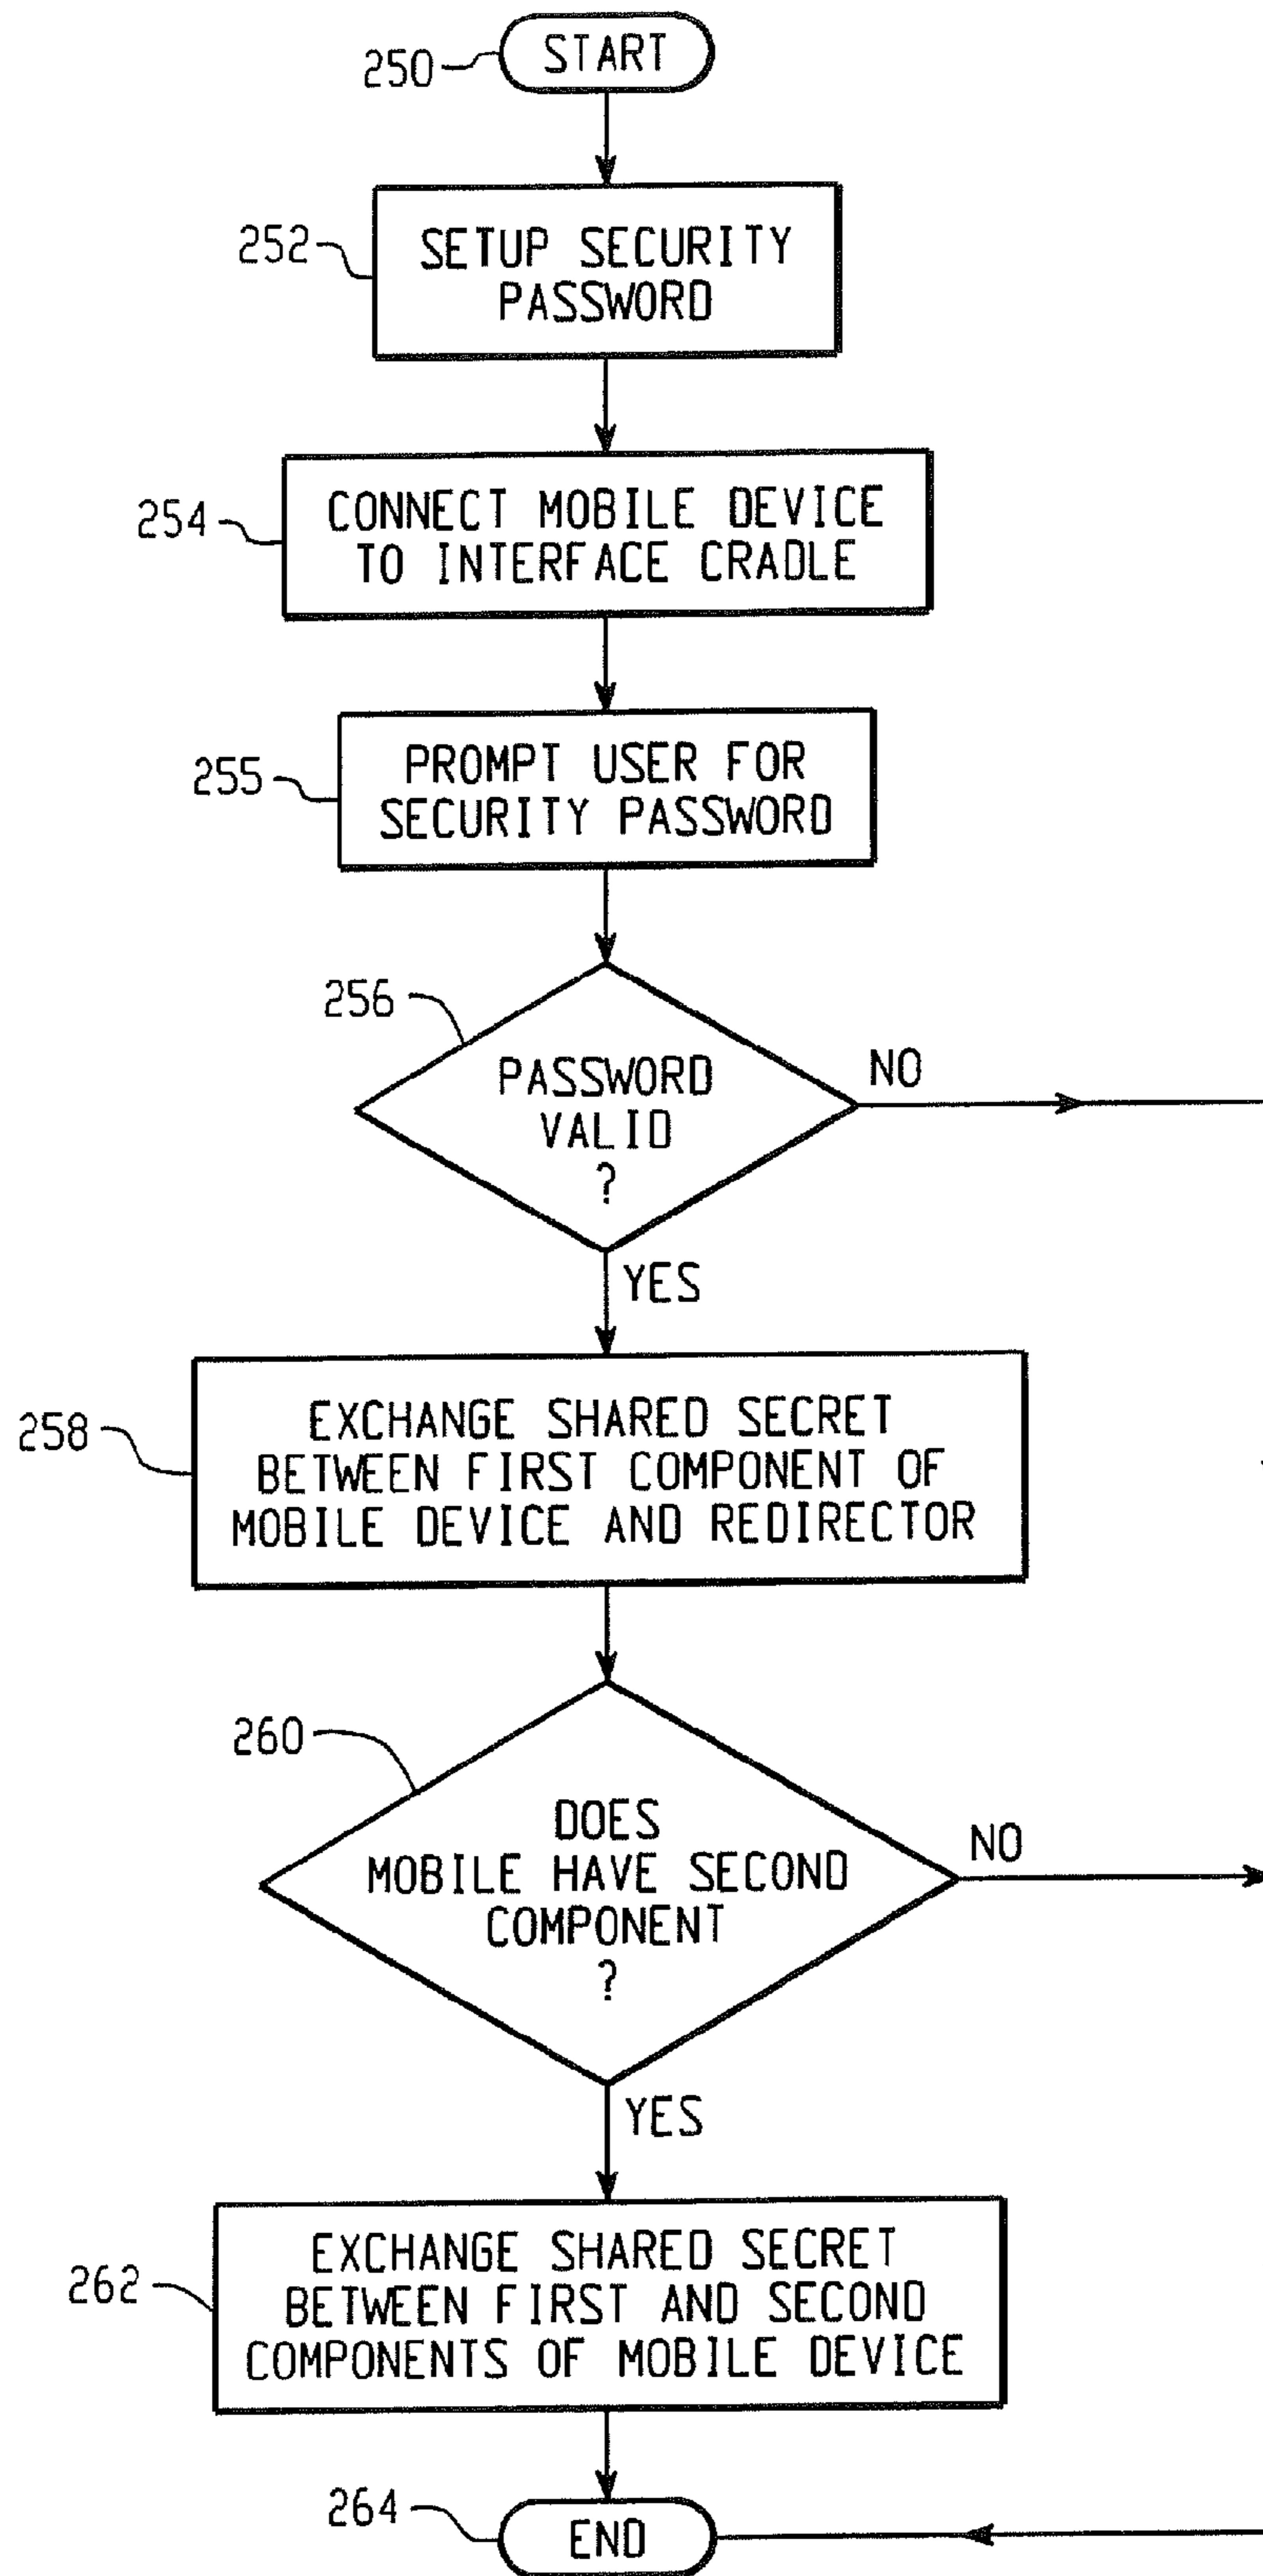 250
START
252
SETUP SECURITY
PASSWORD
254
CONNECT MOBILE DEVICE
TO INTERFACE CRADLE
255
PROMPT USER FOR
SECURITY PASSWORD
256
PASSWORD
VALID
?
NO
YES
258
EXCHANGE SHARED SECRET
BETWEEN FIRST COMPONENT OF
MOBILE DEVICE AND REDIRECTOR
260
DOES
MOBILE HAVE SECOND
COMPONENT
?
NO
YES
262
EXCHANGE SHARED SECRET
BETWEEN FIRST AND SECOND
COMPONENTS OF MOBILE DEVICE
264
END